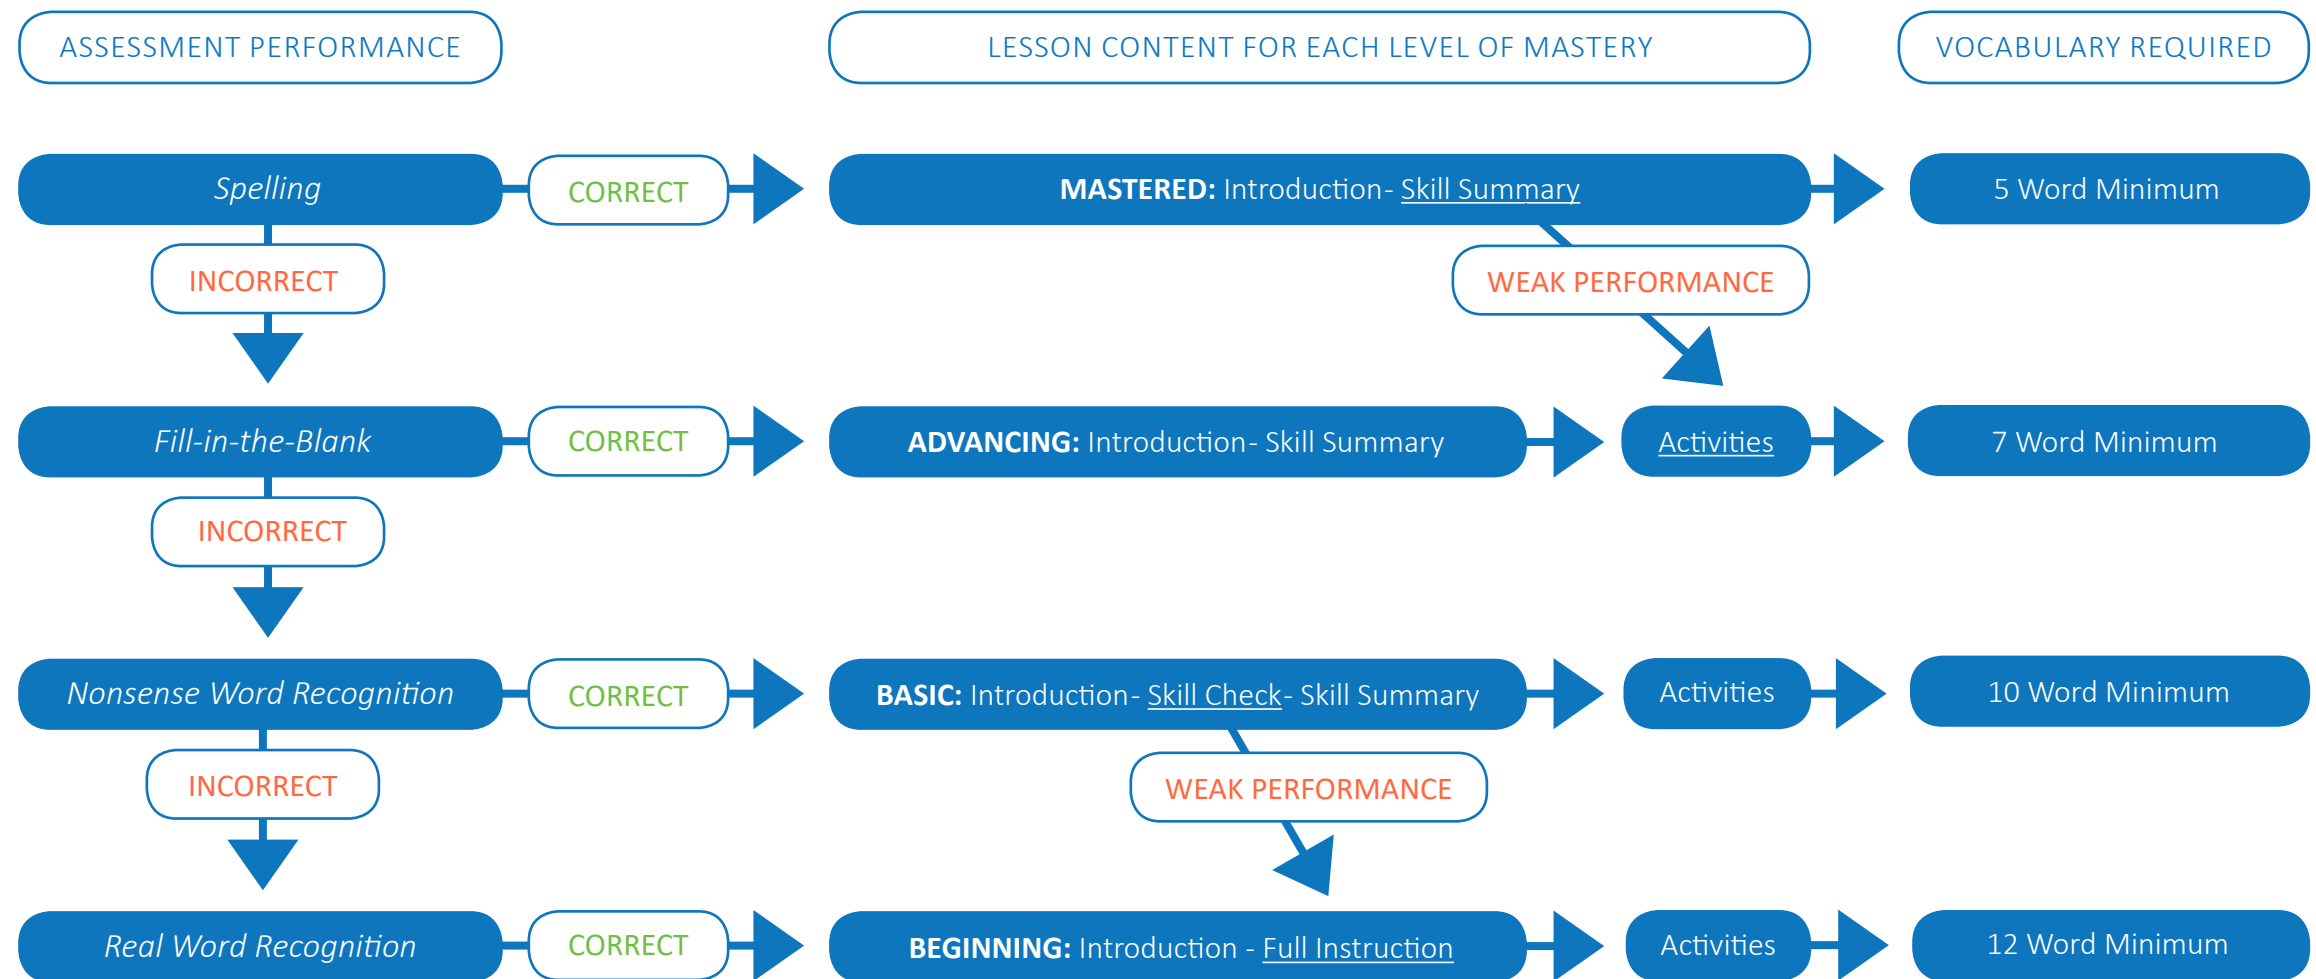 ASSESSMENT PERFORMANCE
LESSON CONTENT FOR EACH LEVEL OF MASTERY
VOCABULARY REQUIRED
Spelling
CORRECT
MASTERED: Introduction - Skill Summary
5 Word Minimum
INCORRECT
WEAK PERFORMANCE
Fill-in-the-Blank
CORRECT
ADVANCING: Introduction - Skill Summary
Activities
7 Word Minimum
INCORRECT
Nonsense Word Recognition
CORRECT
BASIC: Introduction - Skill Check - Skill Summary
Activities
10 Word Minimum
INCORRECT
WEAK PERFORMANCE
Real Word Recognition
CORRECT
BEGINNING: Introduction - Full Instruction
Activities
12 Word Minimum